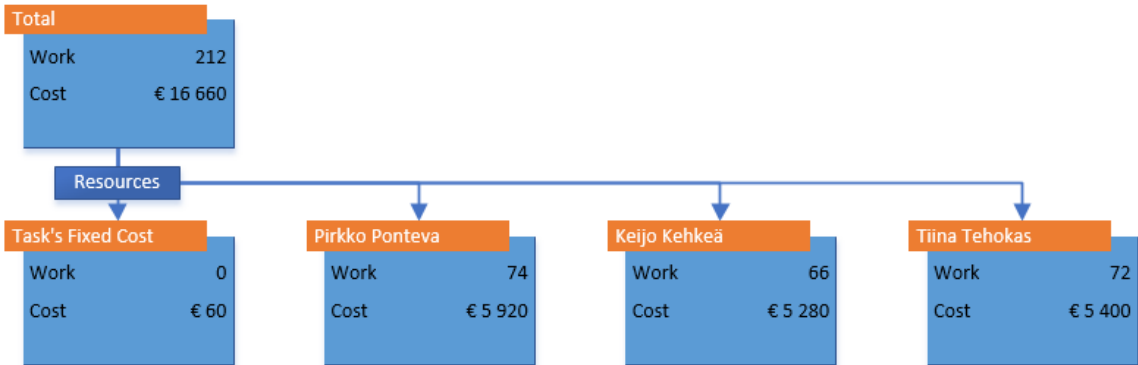 Total
Work 212
Cost € 16 660
Resources
Task's Fixed Cost
Work 0
Cost € 60
Pirkko Ponteva
Work 74
Cost € 5 920
Keijo Kehkeä
Work 66
Cost € 5 280
Tiina Tehokas
Work 72
Cost € 5 400